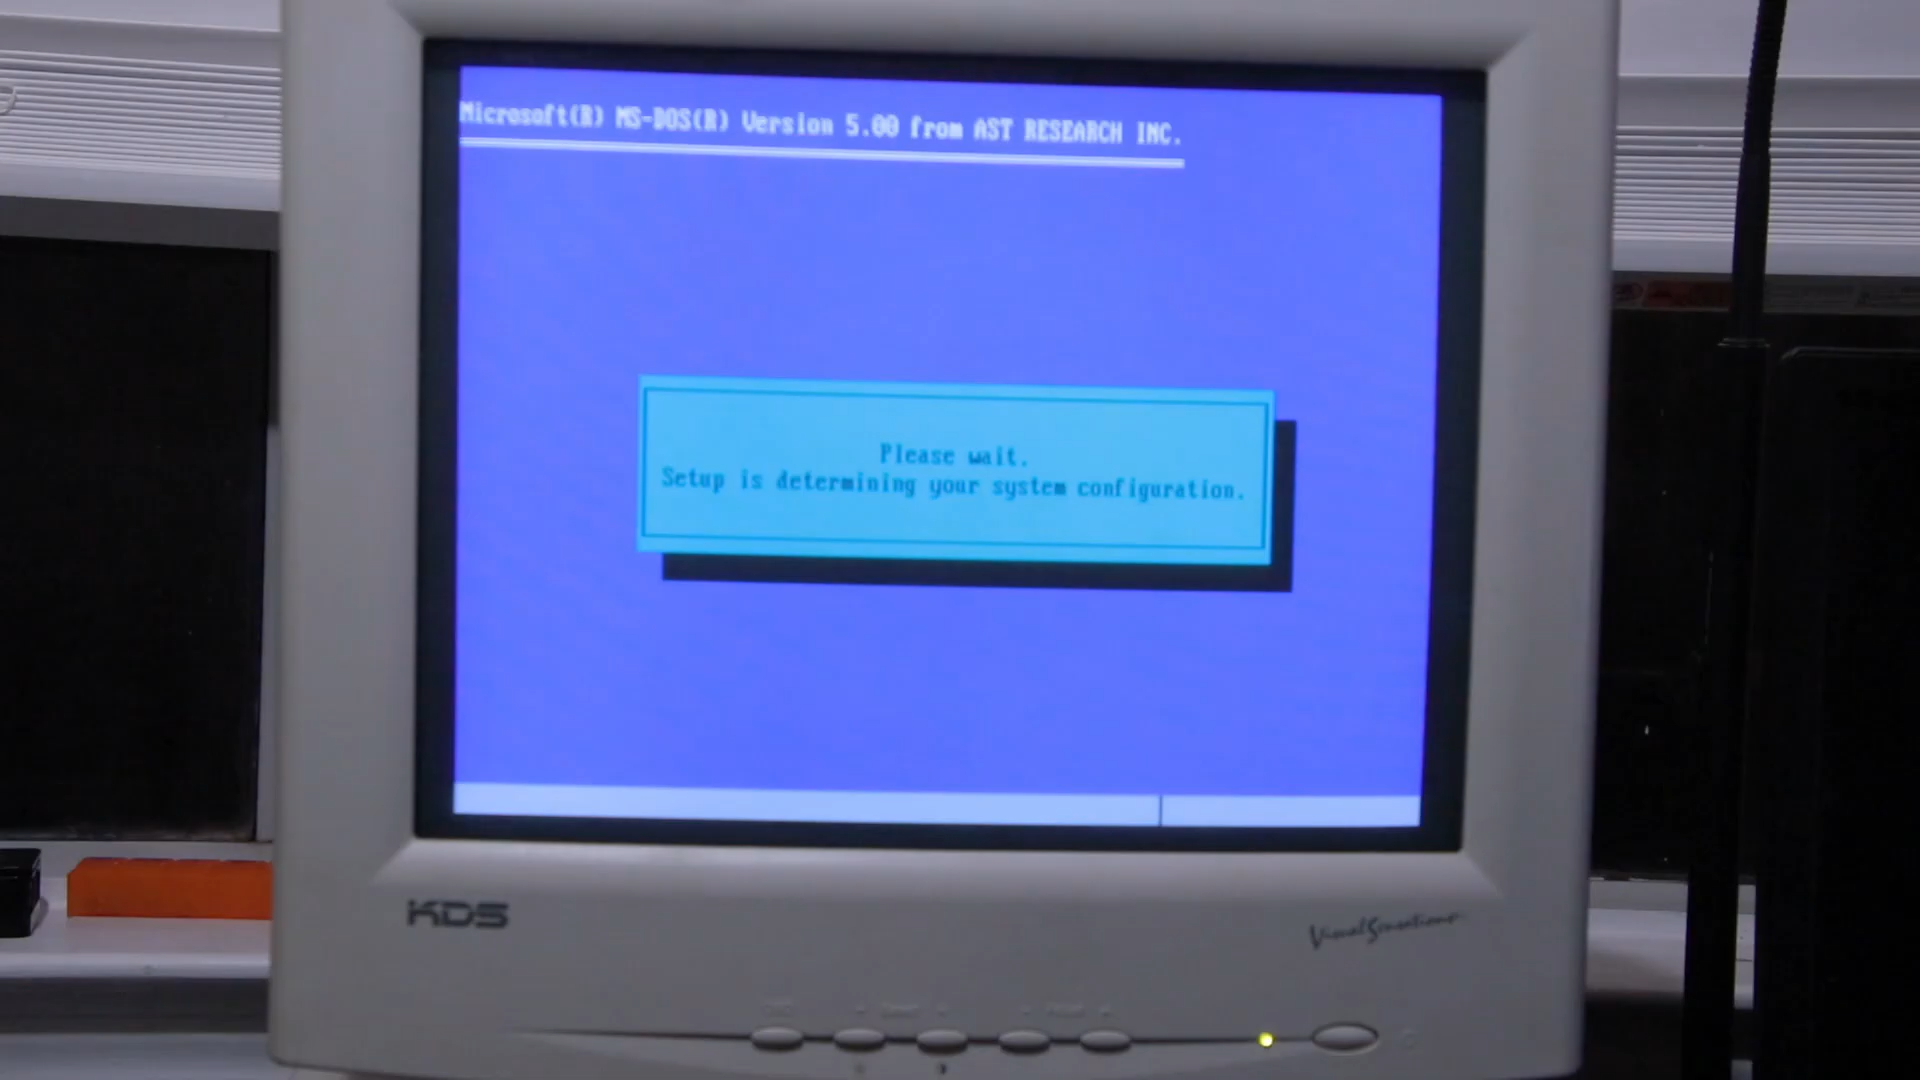 Microsoft(R) MS-DOS(R) Version 5.00 from AST RESEARCH INC.
Please wait.
Setup is determining your system configuration.
KDS
VisualSensations